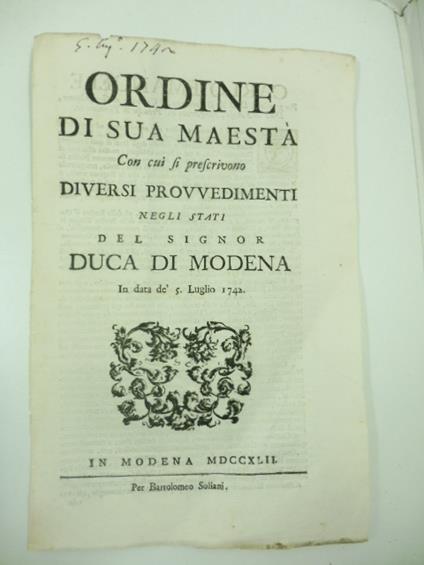 5. 1742
ORDINE
DI SUA MAESTÀ
Con cui si prescrivono
DIVERSI PROVVEDIMENTI
NEGLI STATI
DEL SIGNOR
DUCA DI MODENA
In data de' 5. Luglio 1742.
IN MODENA MDCCXLII.
Per Bartolomeo Soliani.